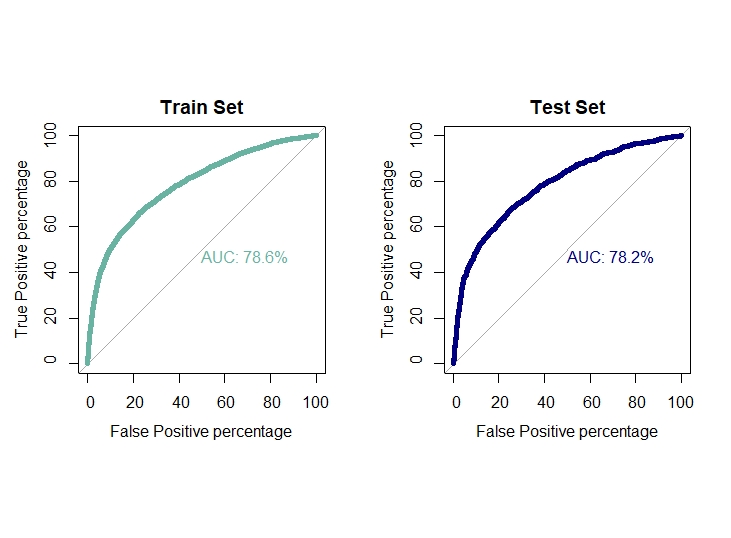 Train Set
True Positive percentage
100
80
60
40
20
0
AUC: 78.6%
0 20 40 60 80 100
False Positive percentage
Test Set
True Positive percentage
100
80
60
40
20
0
AUC: 78.2%
0 20 40 60 80 100
False Positive percentage